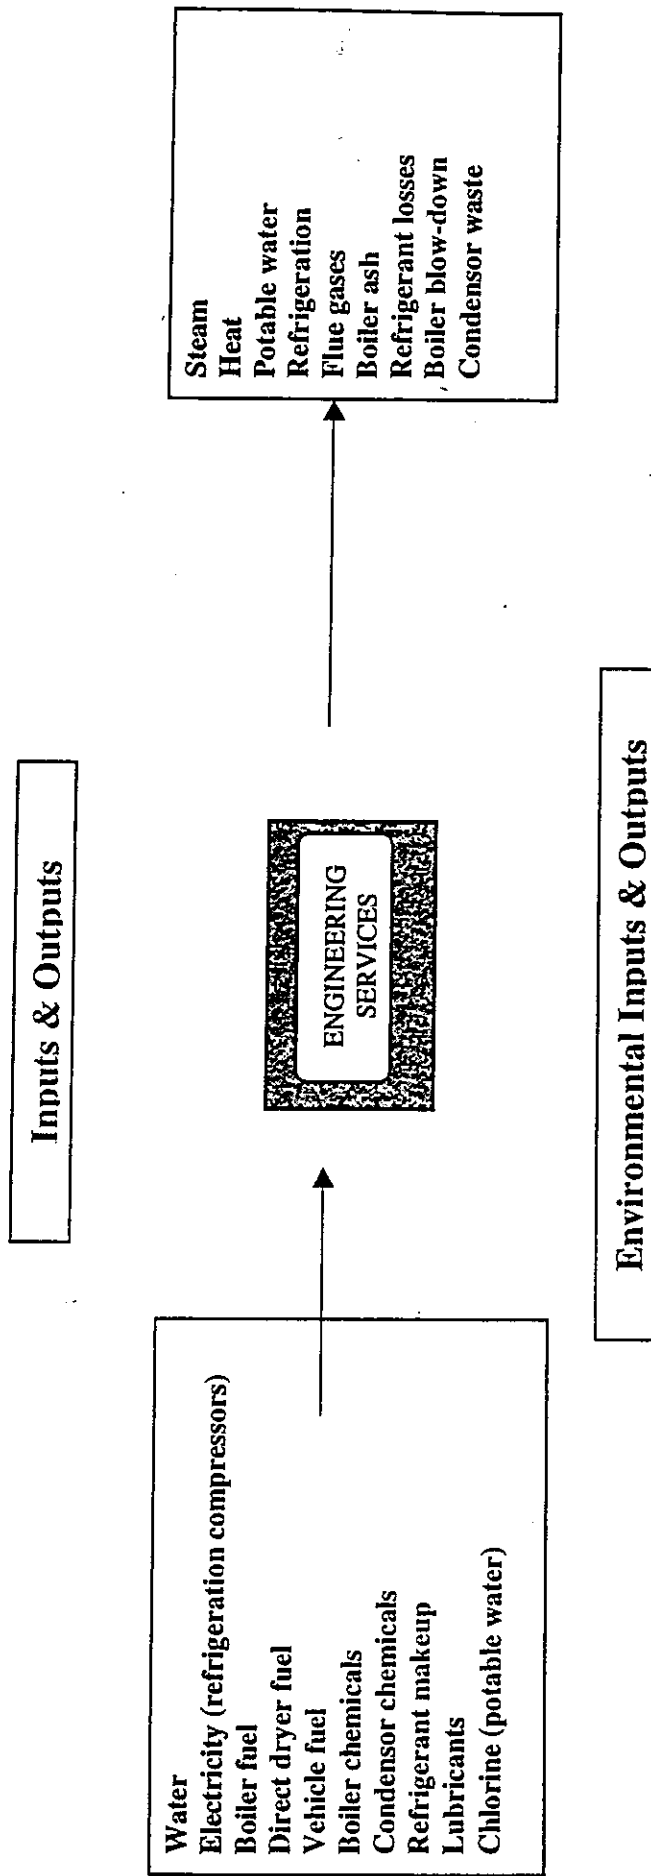 Inputs & Outputs
Water
Electricity (refrigeration compressors)
Boiler fuel
Direct dryer fuel
Vehicle fuel
Boiler chemicals
Condensor chemicals
Refrigerant makeup
Lubricants
Chlorine (potable water)
ENGINEERING
SERVICES
Steam
Heat
Potable water
Refrigeration
Flue gases
Boiler ash
Refrigerant losses
Boiler blow-down
Condensor waste
Environmental Inputs & Outputs